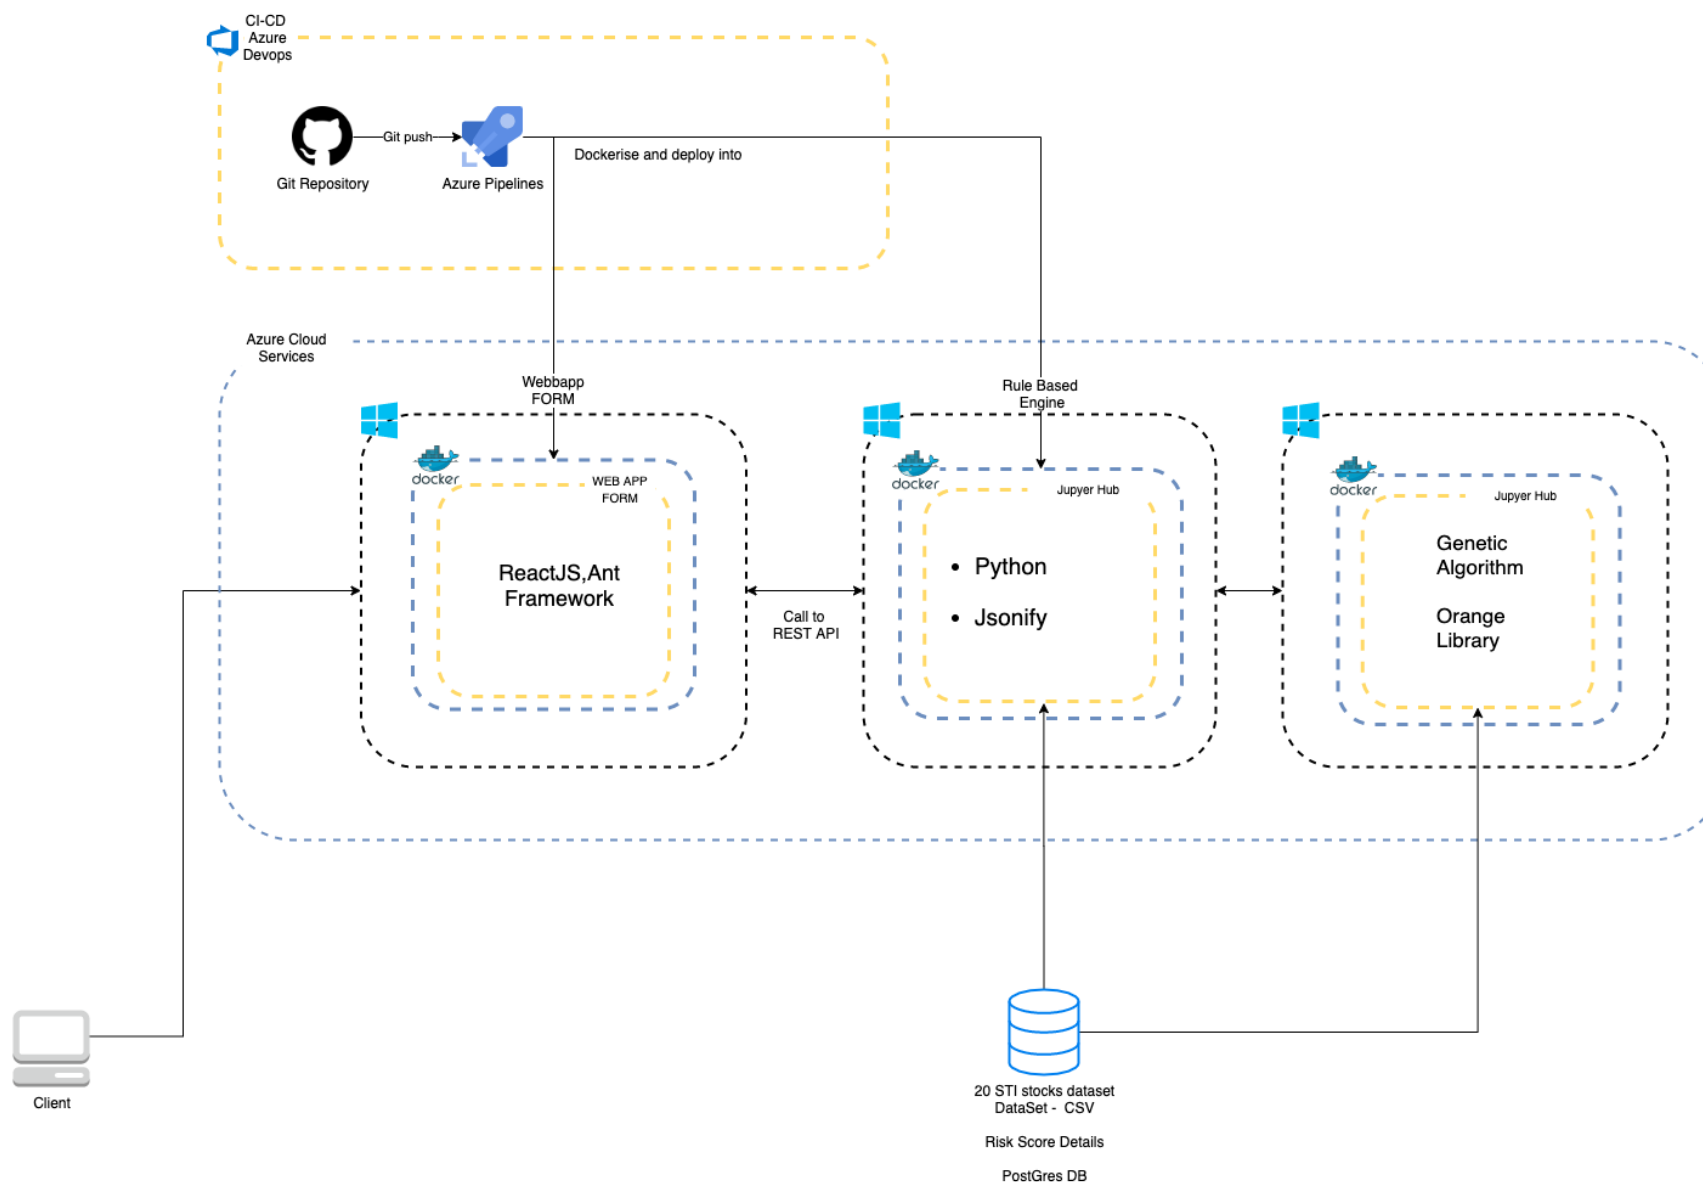 CI-CD
Azure
Devops
Git push
Git Repository
Azure Pipelines
Dockerise and deploy into
Azure Cloud
Services
Webbapp
FORM
Rule Based
Engine
docker
WEB APP
FORM
ReactJS,Ant
Framework
Call to
REST API
docker
Jupyer Hub
• Python
• Jsonify
docker
Jupyer Hub
Genetic
Algorithm
Orange
Library
Client
20 STI stocks dataset
DataSet - CSV
Risk Score Details
PostGres DB